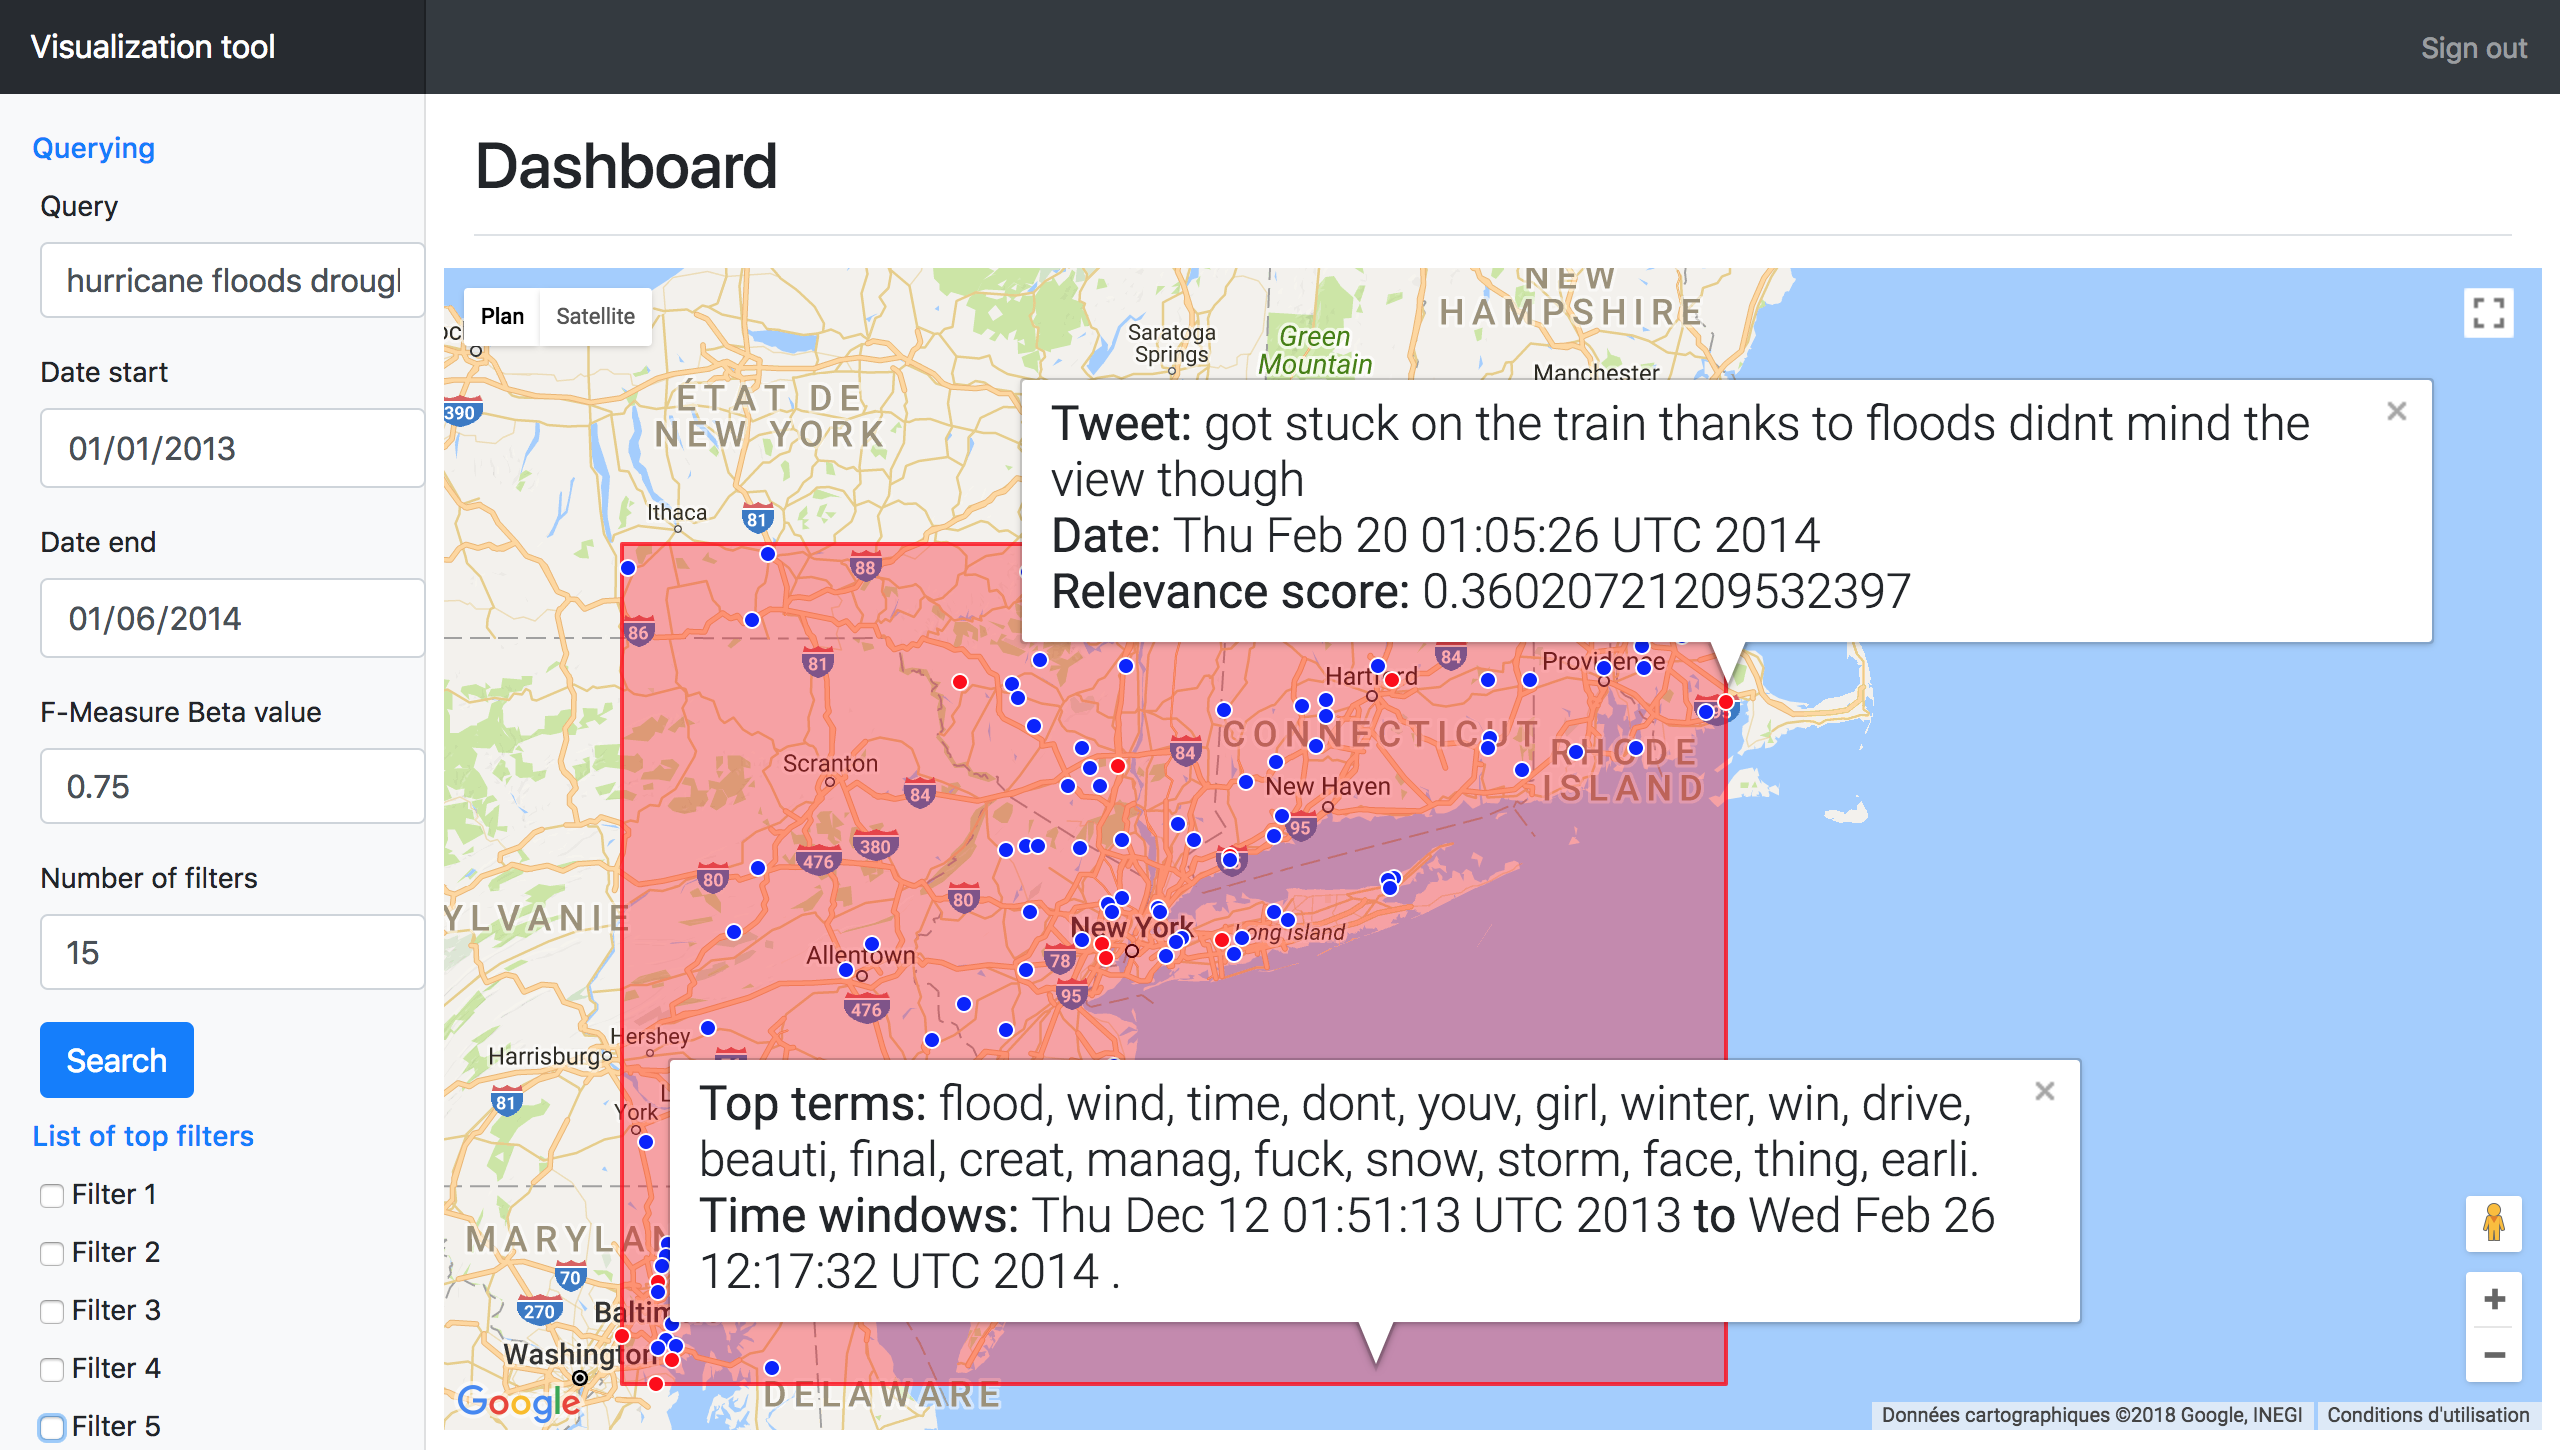 Visualization tool
Sign out
Querying
Query
hurricane floods drough
Date start
01/01/2013
Date end
01/06/2014
F-Measure Beta value
0.75
Number of filters
15
Search
List of top filters
Filter 1
Filter 2
Filter 3
Filter 4
Filter 5
Dashboard
Plan
Satellite
NEW
HAMPSHIRE
Saratoga
Springs
Green
Mountain
Manchester
390
ÉTAT DE
NEW YORK
Ithaca
81
Tweet: got stuck on the train thanks to floods didnt mind the
view though
Date: Thu Feb 20 01:05:26 UTC 2014
Relevance score: 0.36020721209532397
88
86
81
84
Hartford
Providence
CONNECTICUT
RHODE
ISLAND
84
Scranton
84
New Haven
95
380
476
80
80
YLVANIE
New York
Long Island
Allentown
78
95
476
Hershey
Harrisburg
81
York
Top terms: flood, wind, time, dont, youv, girl, winter, win, drive,
beauti, final, creat, manag, fuck, snow, storm, face, thing, earli.
Time windows: Thu Dec 12 01:51:13 UTC 2013 to Wed Feb 26
12:17:32 UTC 2014 .
MARYLAN
70
270
Baltim
Washington
DELAWARE
Google
Données cartographiques ©2018 Google, INEGI
Conditions d'utilisation